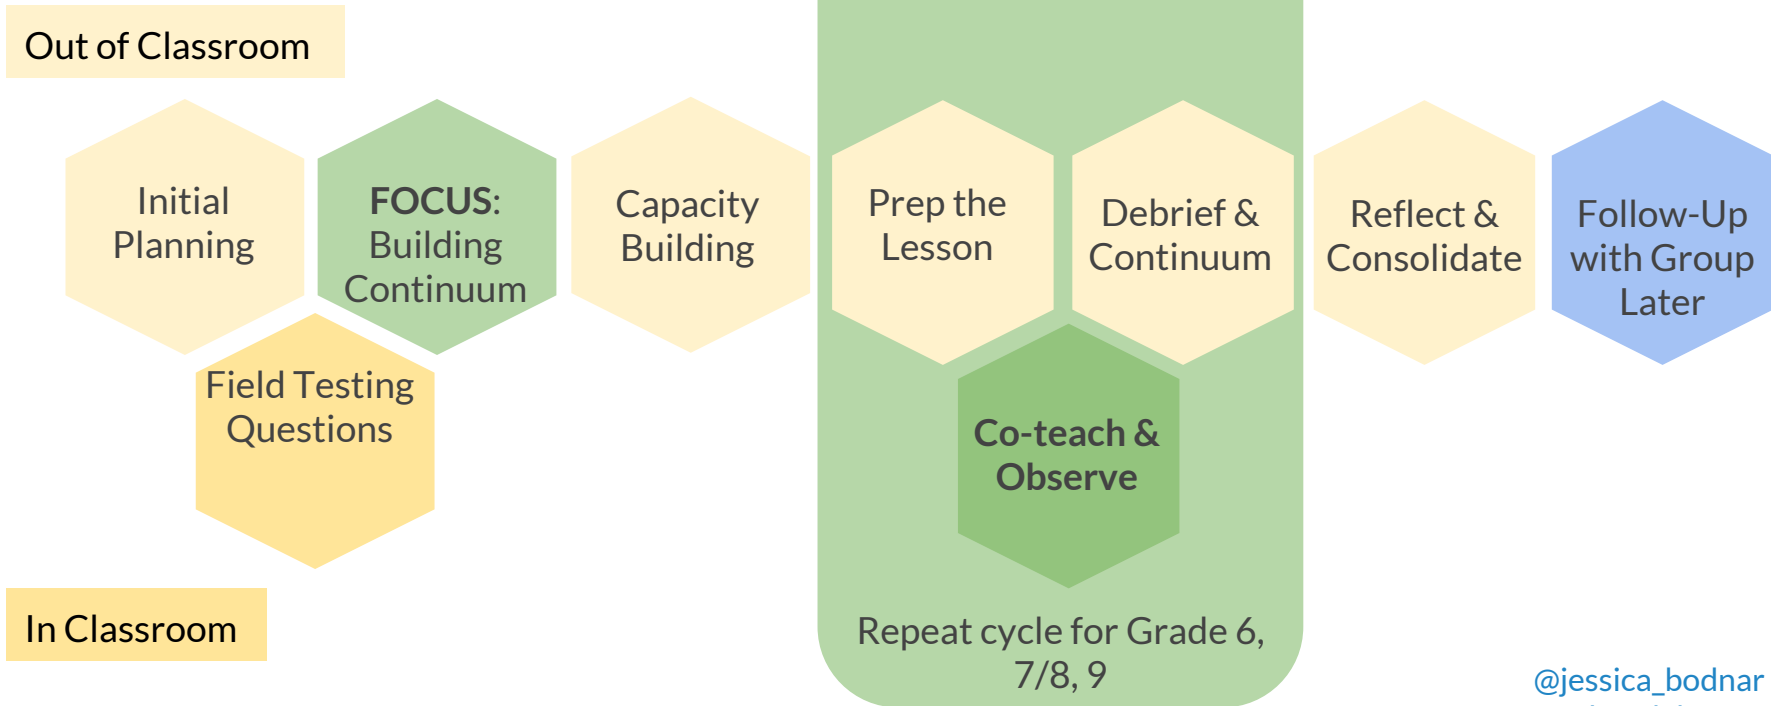 Out of Classroom
Initial
Planning
FOCUS:
Building
Continuum
Capacity
Building
Prep the
Lesson
Debrief &
Continuum
Reflect &
Consolidate
Follow-Up
with Group
Later
Field Testing
Questions
Co-teach &
Observe
In Classroom
Repeat cycle for Grade 6,
7/8, 9
@jessica_bodnar